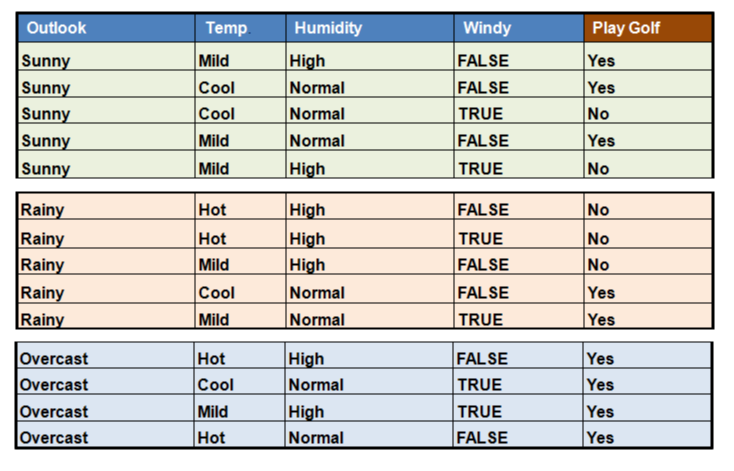 Outlook Temp Humidity Windy Play Golf
Sunny Mild High FALSE Yes
Sunny Cool Normal FALSE Yes
Sunny Cool Normal TRUE No
Sunny Mild Normal FALSE Yes
Sunny Mild High TRUE No
Rainy Hot High FALSE No
Rainy Hot High TRUE No
Rainy Mild High FALSE No
Rainy Cool Normal FALSE Yes
Rainy Mild Normal TRUE Yes
Overcast Hot High FALSE Yes
Overcast Cool Normal TRUE Yes
Overcast Mild High TRUE Yes
Overcast Hot Normal FALSE Yes